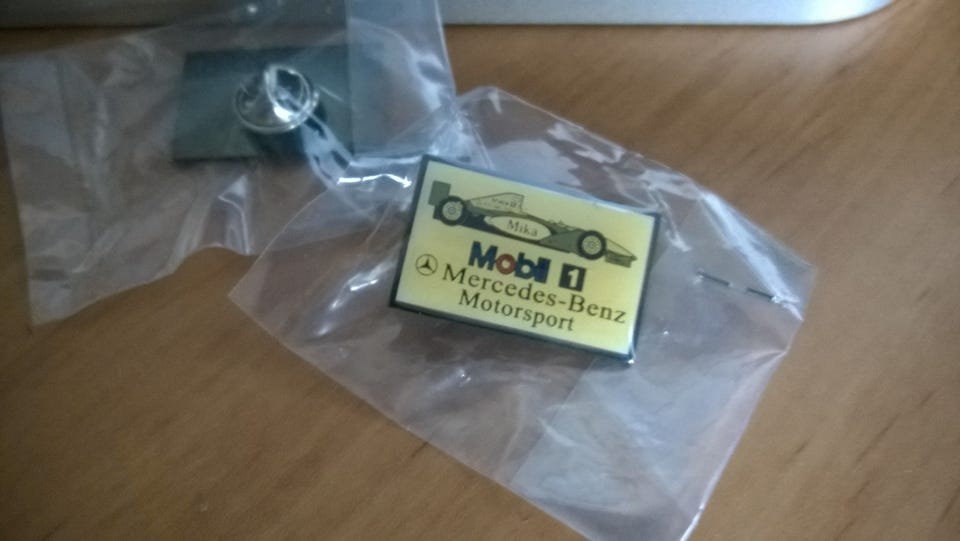 Mika
Mobil 1
Mercedes-Benz
Motorsport